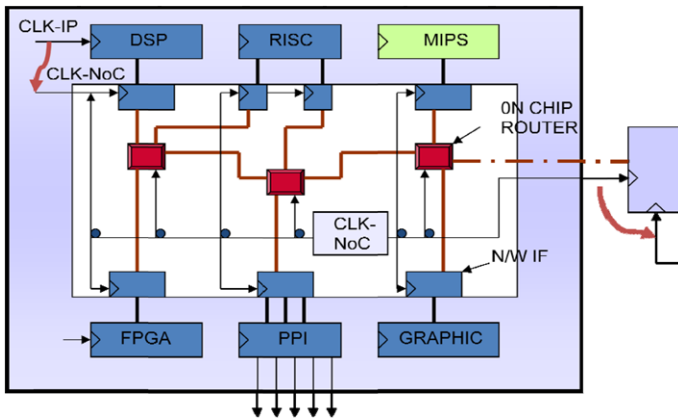 CLK-IP
DSP
RISC
MIPS
CLK-NoC
0N CHIP
ROUTER
CLK-
NoC
N/W IF
FPGA
PPI
GRAPHIC